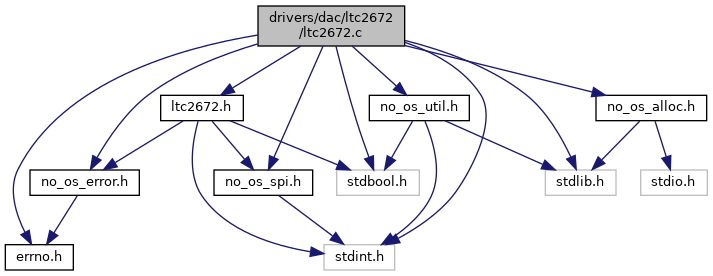 drivers/dac/ltc2672
/ltc2672.c
ltc2672.h
no_os_util.h
no_os_alloc.h
no_os_error.h
no_os_spi.h
stdbool.h
stdlib.h
stdio.h
errno.h
stdint.h